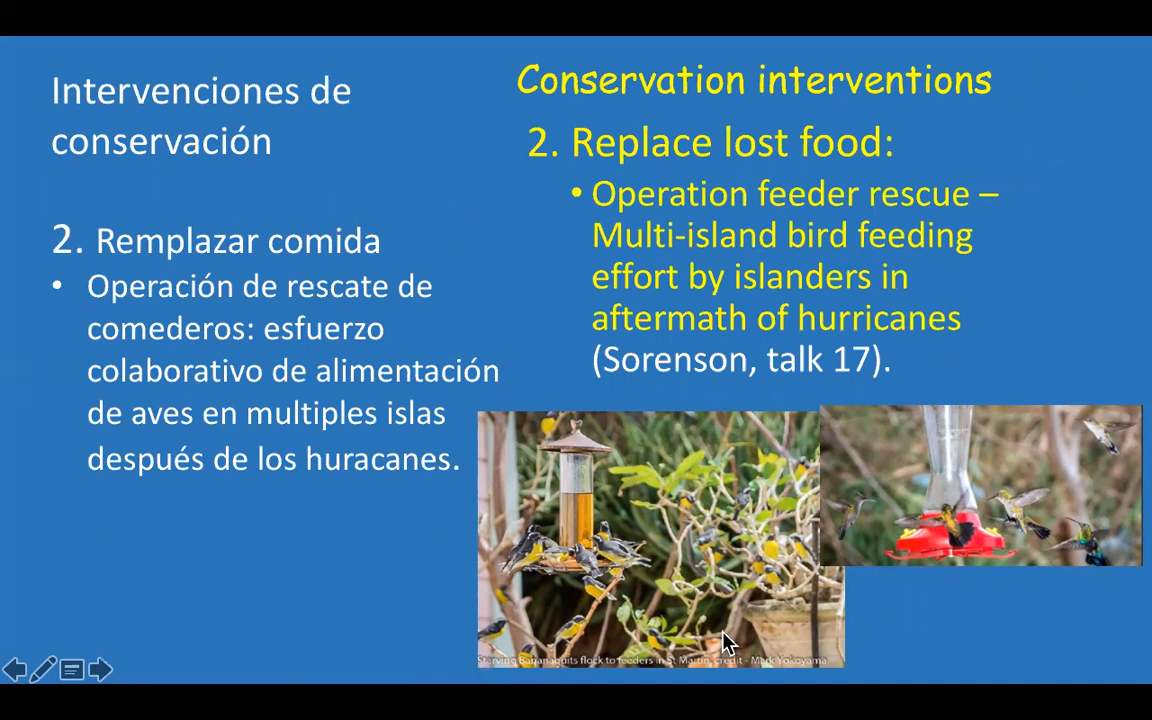 Intervenciones de
conservación
2. Remplazar comida
• Operación de rescate de
comederos: esfuerzo
colaborativo de alimentación
de aves en multiples islas
después de los huracanes.
Conservation interventions
2. Replace lost food:
• Operation feeder rescue –
Multi-island bird feeding
effort by islanders in
aftermath of hurricanes
(Sorenson, talk 17).
Starving Bananaquits flock to feeders in St Martin, credit - Mark Yokoyama